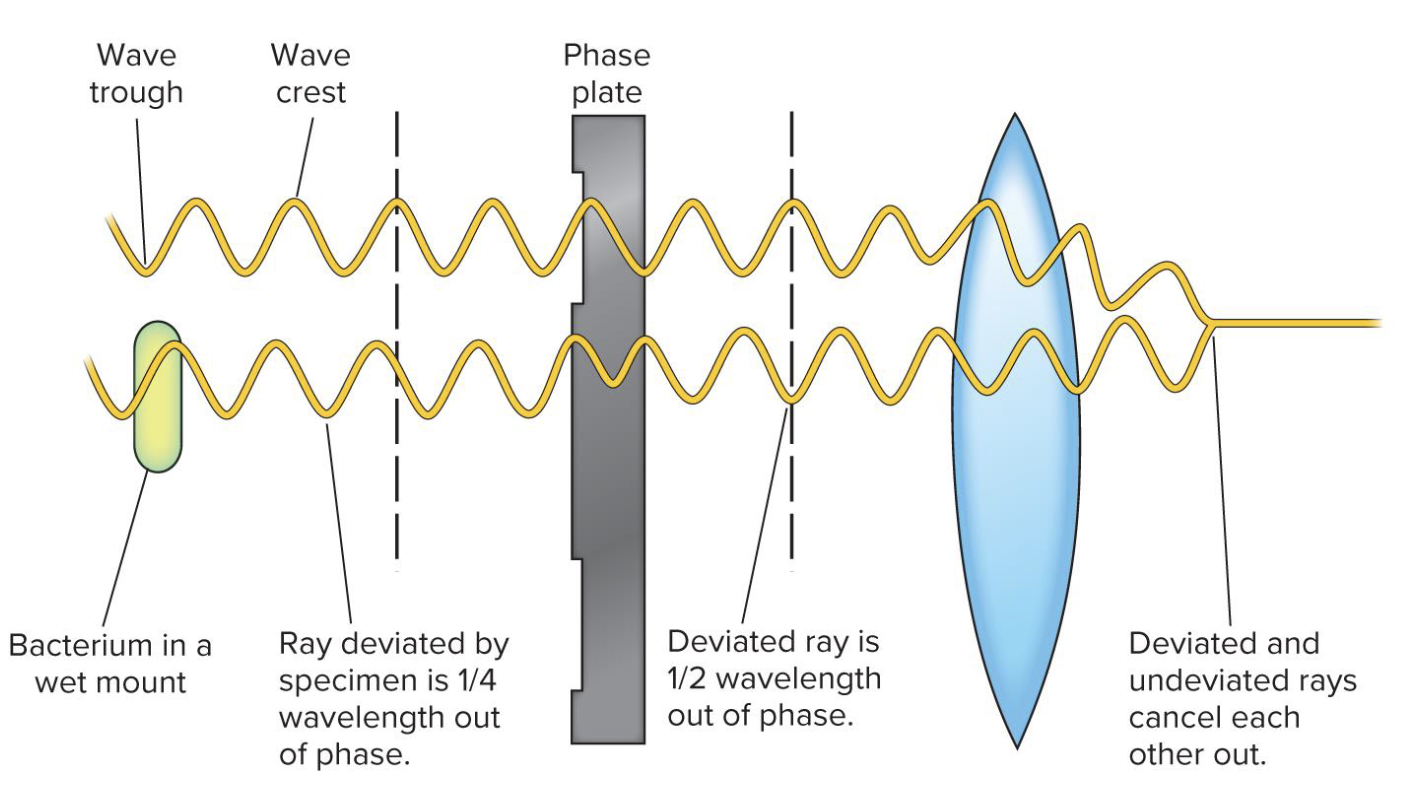 Wave
trough
Wave
crest
Phase
plate
Bacterium in a
wet mount
Ray deviated by
specimen is 1/4
wavelength out
of phase.
Deviated ray is
1/2 wavelength
out of phase.
Deviated and
undeviated rays
cancel each
other out.